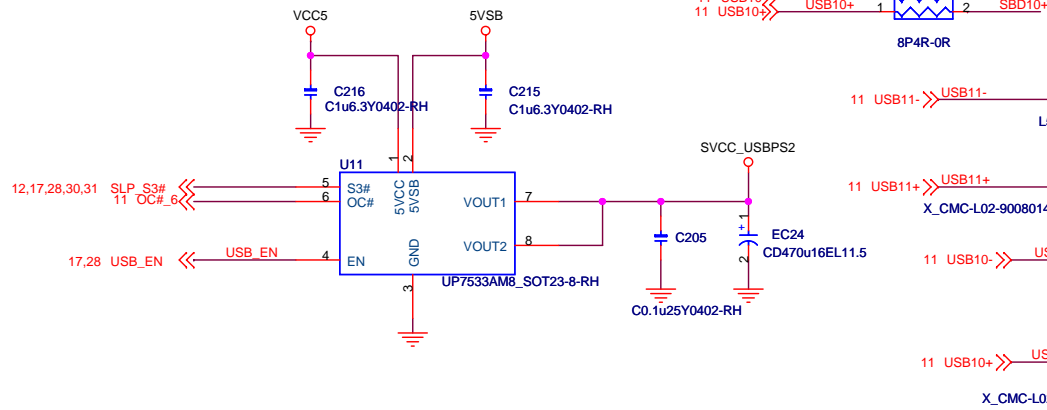 11 USB10+
USB10+
1
2
SBD10+
8P4R-0R
VCC5
5VSB
C216
C1u6.3Y0402-RH
C215
C1u6.3Y0402-RH
11 USB11-
USB11-
SVCC_USBPS2
U11
1
2
5VCC
5VSB
12,17,28,30,31 SLP_S3#
5
S3#
11 OC#_6
6
OC#
VOUT1
7
11 USB11+
USB11+
X_CMC-L02-9008014
C205
+
1
EC24
2
CD470u16EL11.5
VOUT2
8
17,28 USB_EN
USB_EN
4
EN
GND
3
UP7533AM8_SOT23-8-RH
11 USB10-
C0.1u25Y0402-RH
11 USB10+
X_CMC-L0